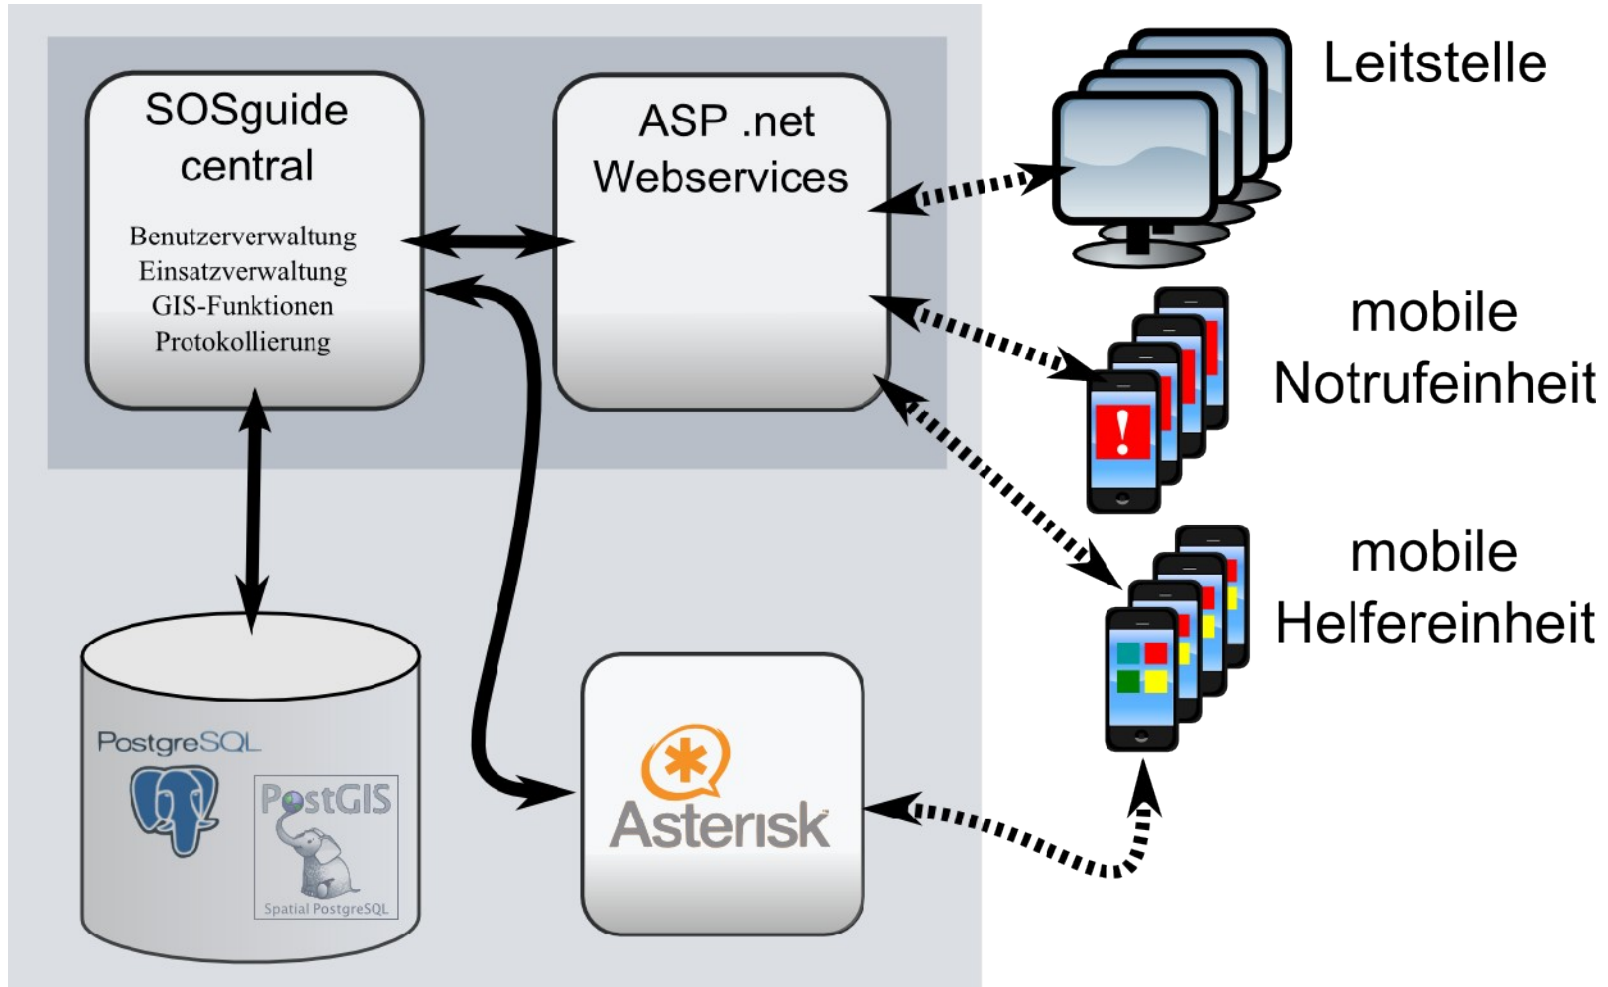 SOSguide
central
Benutzerverwaltung
Einsatzverwaltung
GIS-Funktionen
Protokollierung
ASP .net
Webservices
Leitstelle
mobile
Notrufeinheit
!
mobile
Helfereinheit
PostgreSQL
PostGIS
Spatial PostgreSQL
Asterisk